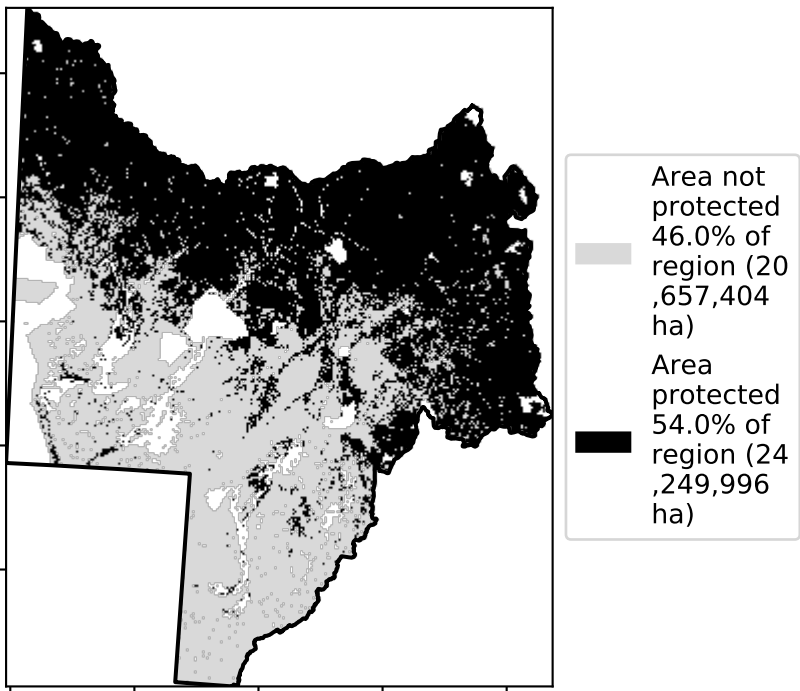 Area not
protected
46.0% of
region (20
,657,404
ha)
Area
protected
54.0% of
region (24
,249,996
ha)